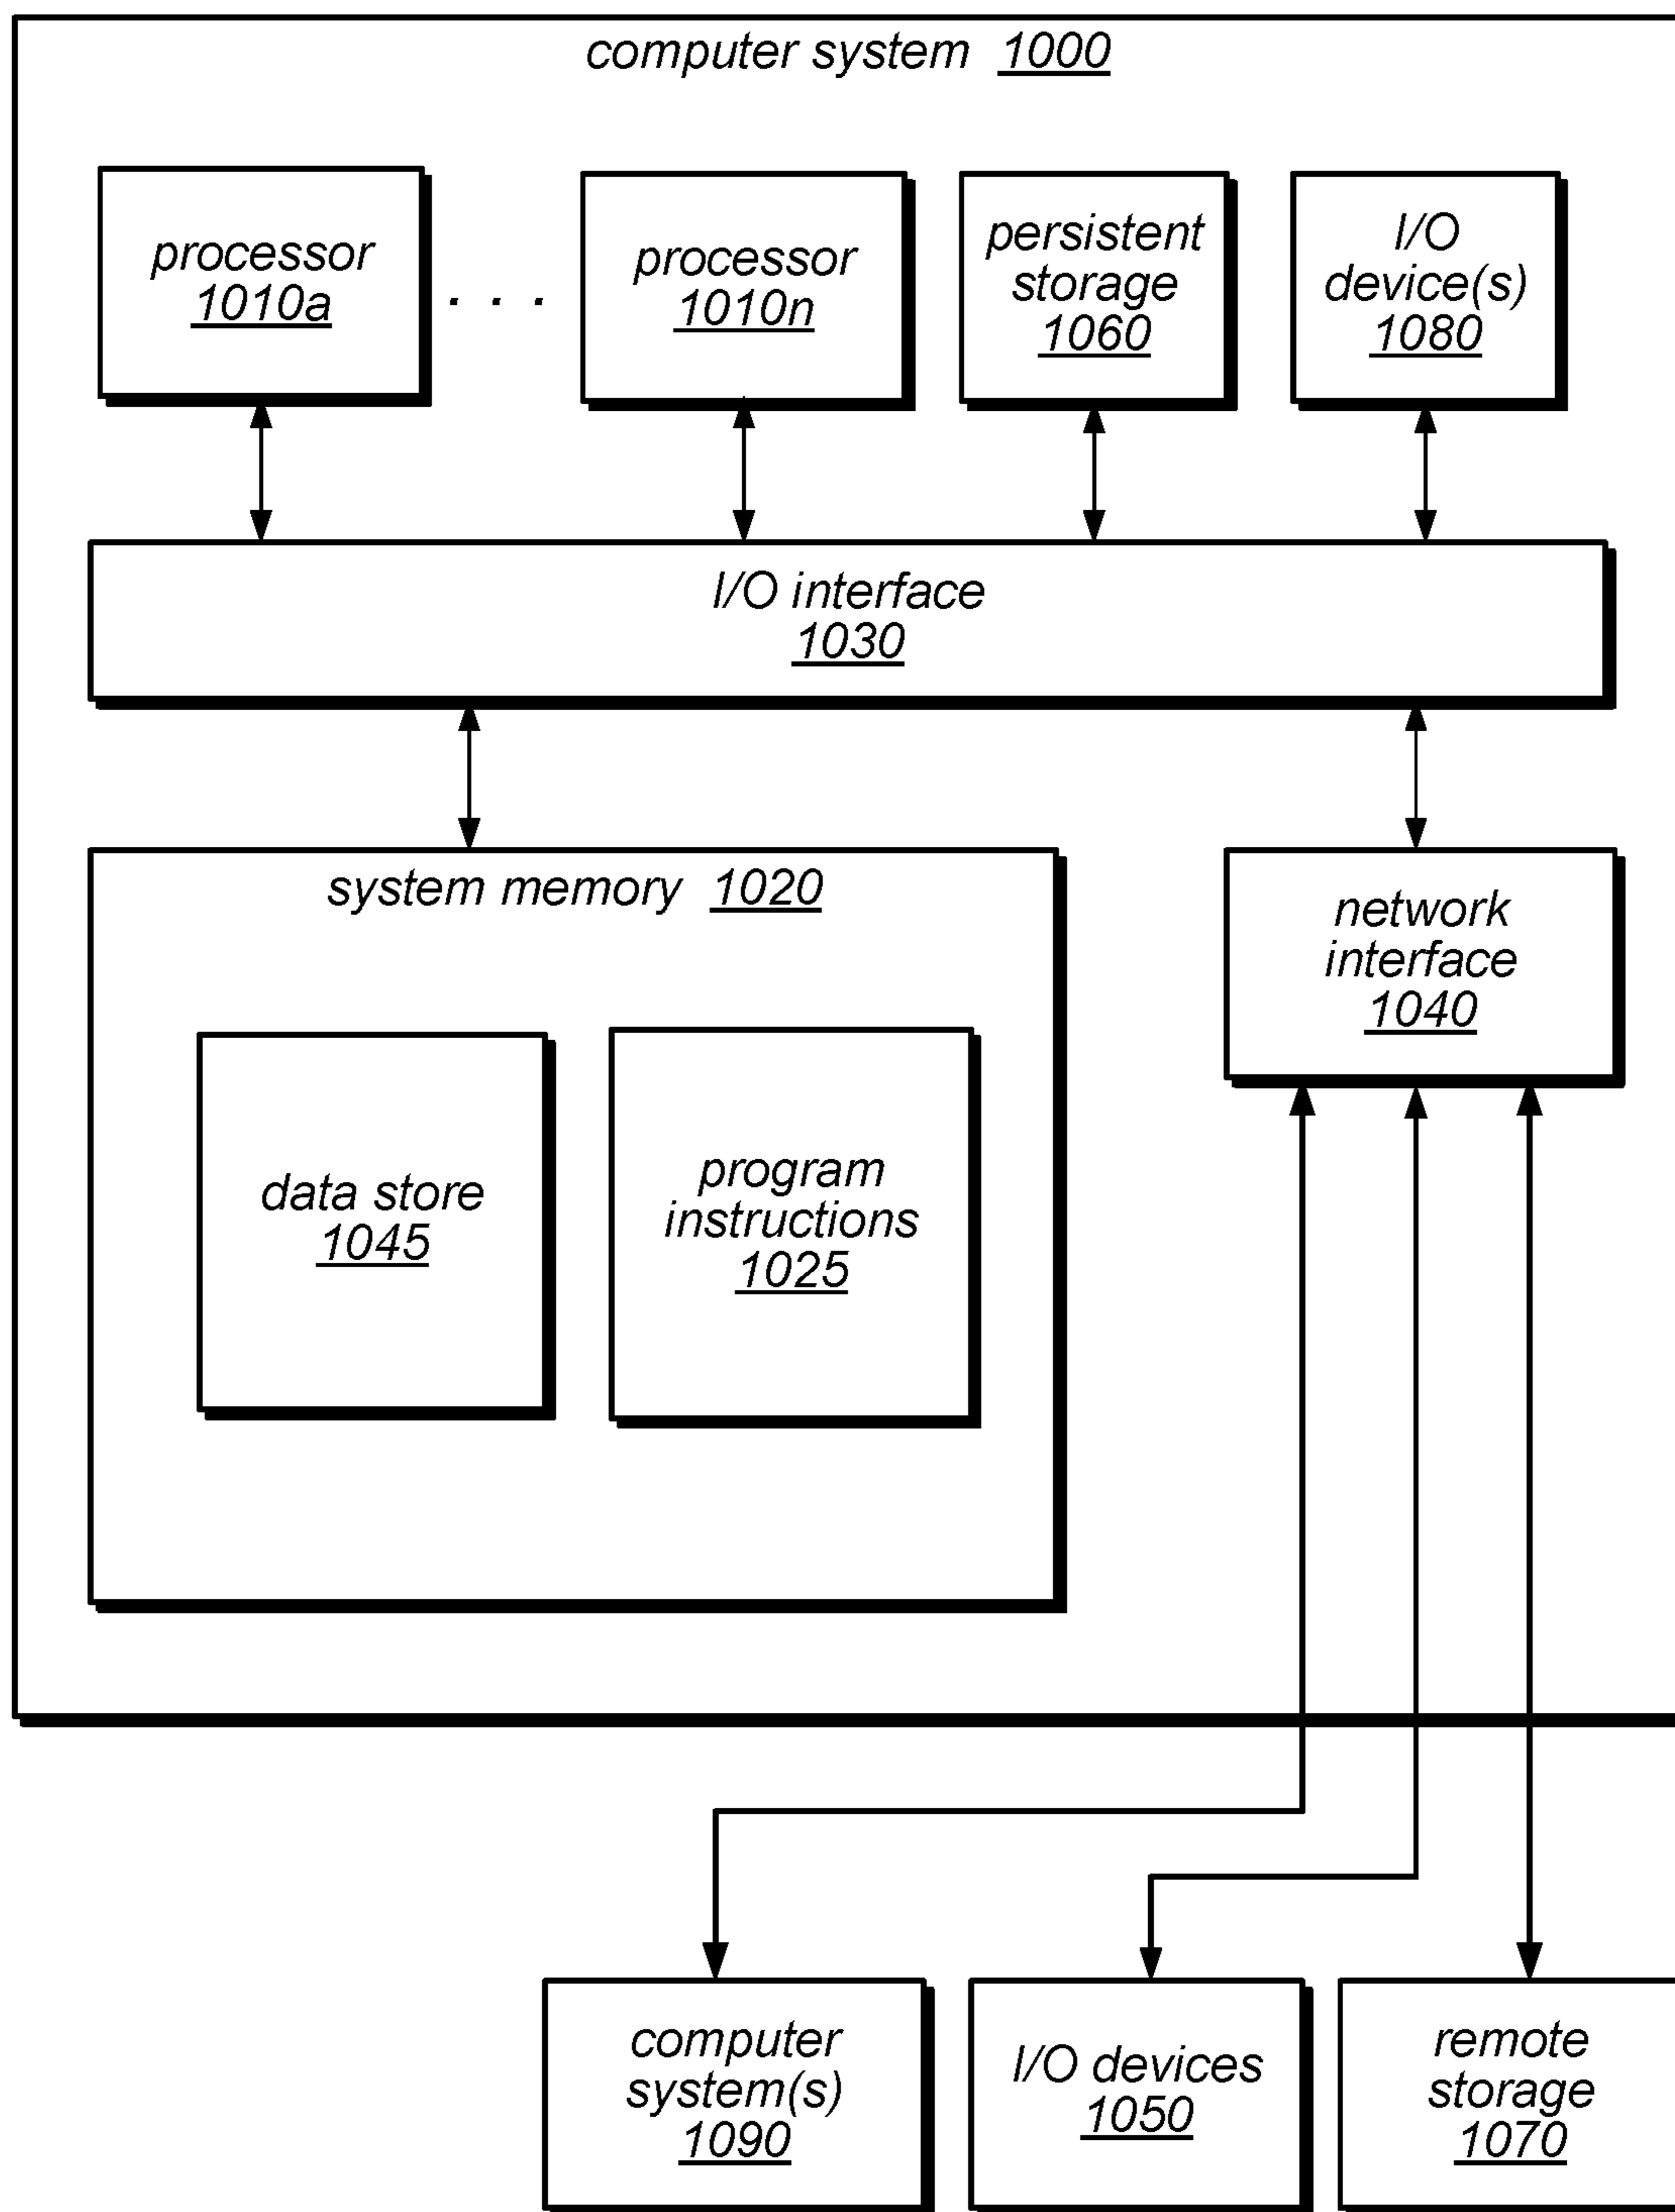 computer system 1000
processor
1010a
. . .
processor
1010n
persistent
storage
1060
I/O
device(s)
1080
I/O interface
1030
system memory 1020
network
interface
1040
data store
1045
program
instructions
1025
computer
system(s)
1090
I/O devices
1050
remote
storage
1070